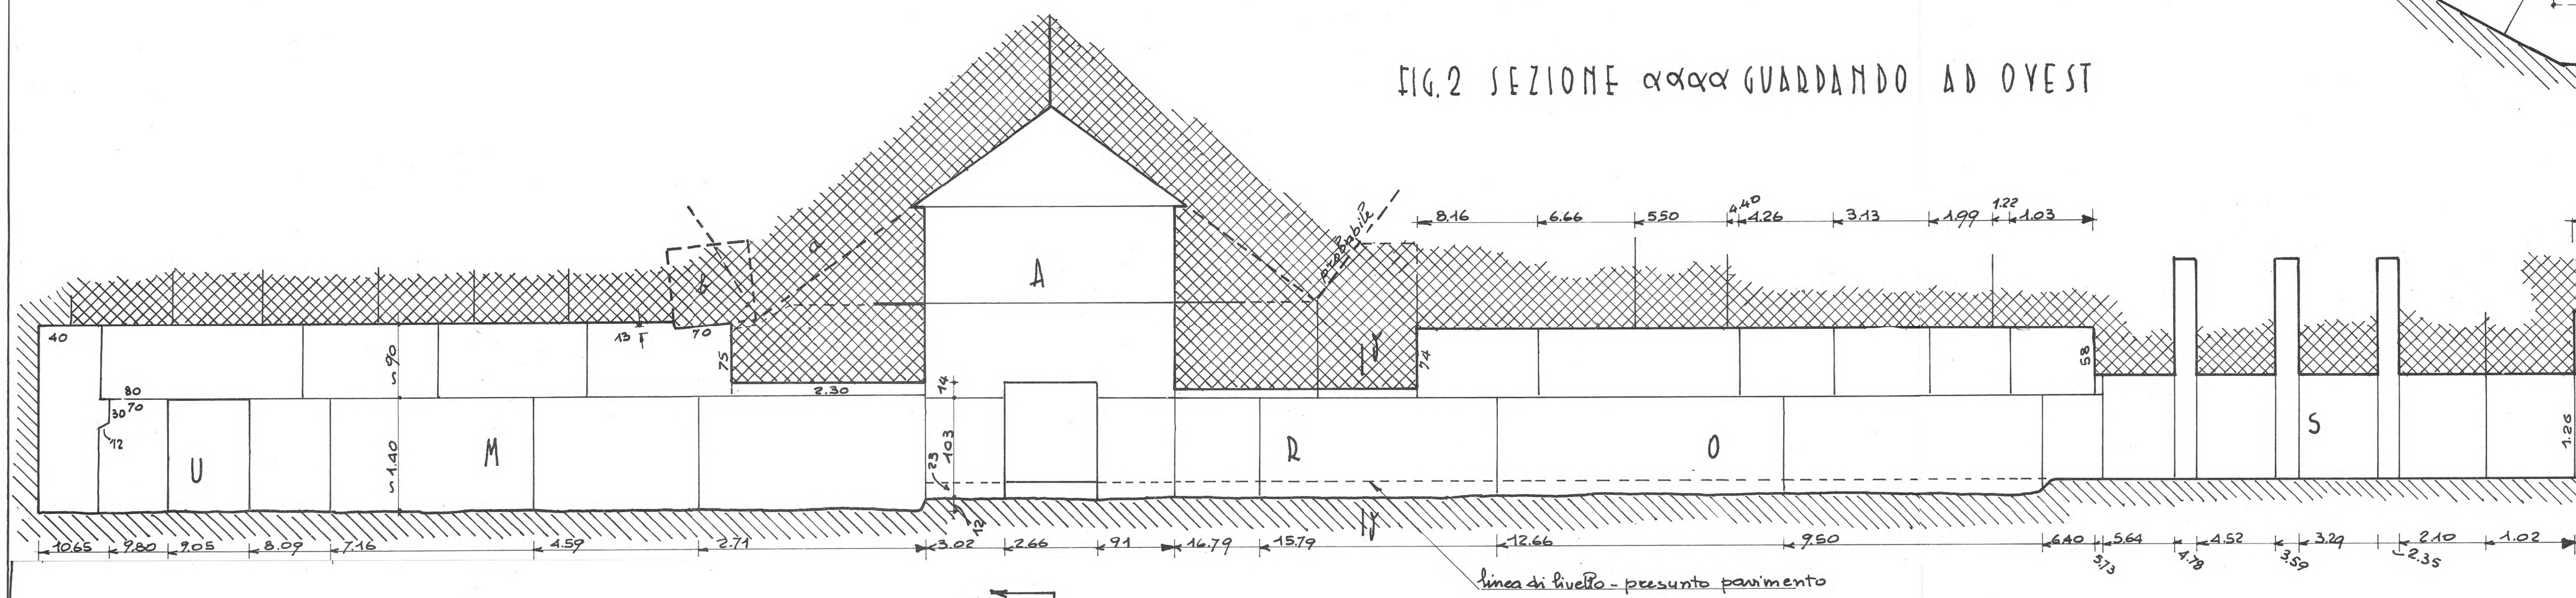 FIG. 2 SEZIONE αααα GUARDANDO AD OVEST
probabile
α
8.16 6.66 5.50 4.40 4.26 3.13 1.99 1.22 1.03
A
40
13
70
75
∽ 90
74
58
80
2.30
14
30 70
12
U
M
∽ 1.40
23
1.03
R
O
S
1.26
12
10.65 9.80 9.05 8.09 7.16 4.59 2.71 3.02 2.66 91 16.79 15.79 12.66 9.50 6.40 5.73 5.64 4.78 4.52 3.59 3.29 2.35 2.10 1.02
linea di livello - presunto pavimento